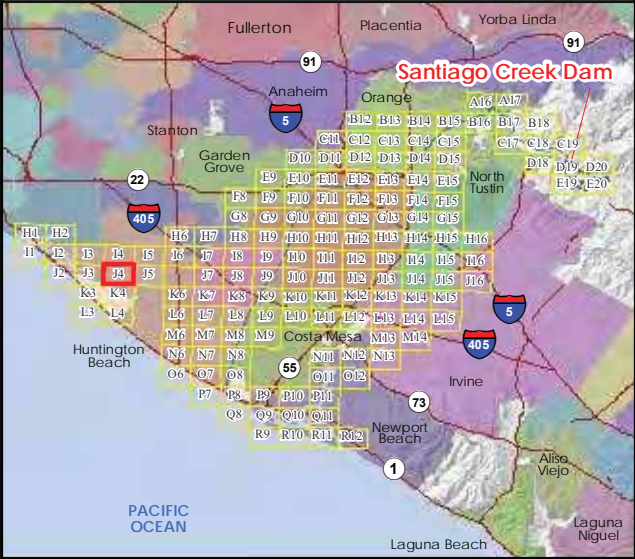 Fullerton
Placentia
Yorba Linda
91
91
Santiago Creek Dam
Anaheim
Orange
A16 A17
5
B12 B13 B14 B15 B16 B17 B18
Stanton
C11 C12 C13 C14 C15 C17 C18 C19
Garden
Grove
D10 D11 D12 D13 D14 D15 D18 D19 D20
22
E9 E10 E11 E12 E13 E14 E15 E19 E20
North
Tustin
F8 F9 F10 F11 F12 F13 F14 F15
405
G8 G9 G10 G11 G12 G13 G14 G15
H1 H2 H6 H7 H8 H9 H10 H11 H12 H13 H14 H15 H16
I1 I2 I3 I4 I5 I6 I7 I8 I9 I10 I11 I12 I13 I14 I15 I16
J2 J3 J4 J5 J7 J8 J9 J10 J11 J12 J13 J14 J15 J16
K3 K4 K6 K7 K8 K9 K10 K11 K12 K13 K14 K15
L3 L4 L6 L7 L8 L9 L10 L11 L12 L13 L14 L15
5
M6 M7 M8 M9 Costa Mesa M13 M14
405
Huntington
Beach
N6 N7 N8 N11 N12 N13
55
O6 O7 O8 O11 O12
Irvine
P7 P8 P9 P10 P11
73
Q8 Q9 Q10 Q11
Newport
Beach
R9 R10 R11 R12
1
Aliso
Viejo
PACIFIC
OCEAN
Laguna
Niguel
Laguna Beach